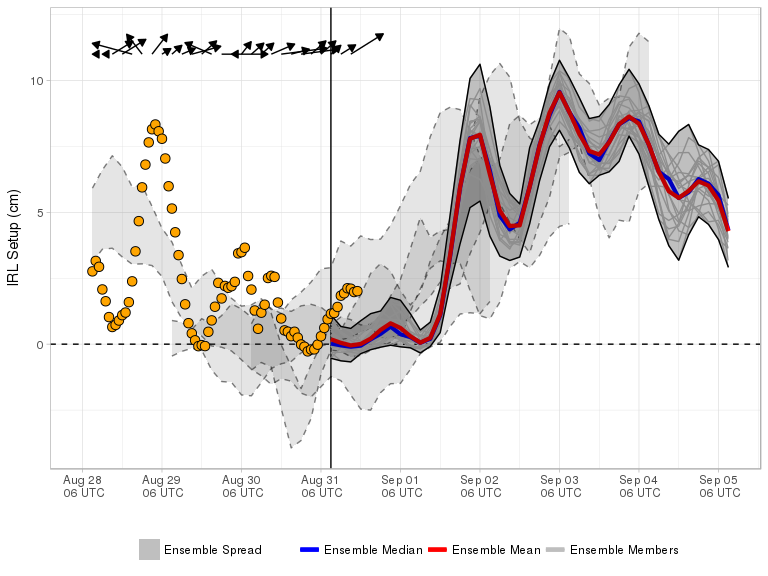 IRL Setup (cm)
10
5
0
Aug 28
06 UTC
Aug 29
06 UTC
Aug 30
06 UTC
Aug 31
06 UTC
Sep 01
06 UTC
Sep 02
06 UTC
Sep 03
06 UTC
Sep 04
06 UTC
Sep 05
06 UTC
Ensemble Spread
Ensemble Median
Ensemble Mean
Ensemble Members